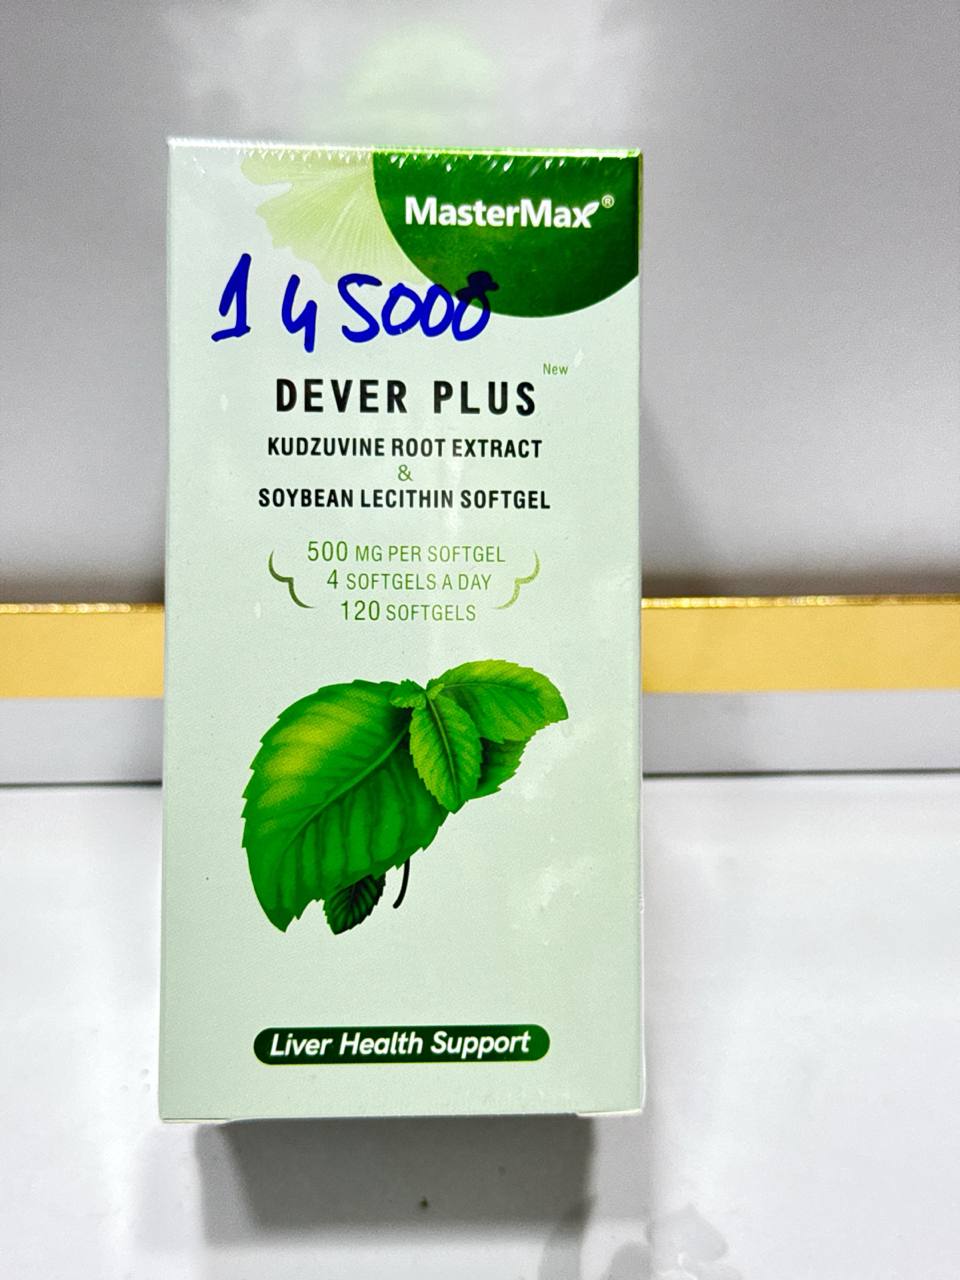 MasterMax®
145000
New
DEVER PLUS
KUDZUVINE ROOT EXTRACT
&
SOYBEAN LECITHIN SOFTGEL
500 MG PER SOFTGEL
4 SOFTGELS A DAY
120 SOFTGELS
Liver Health Support